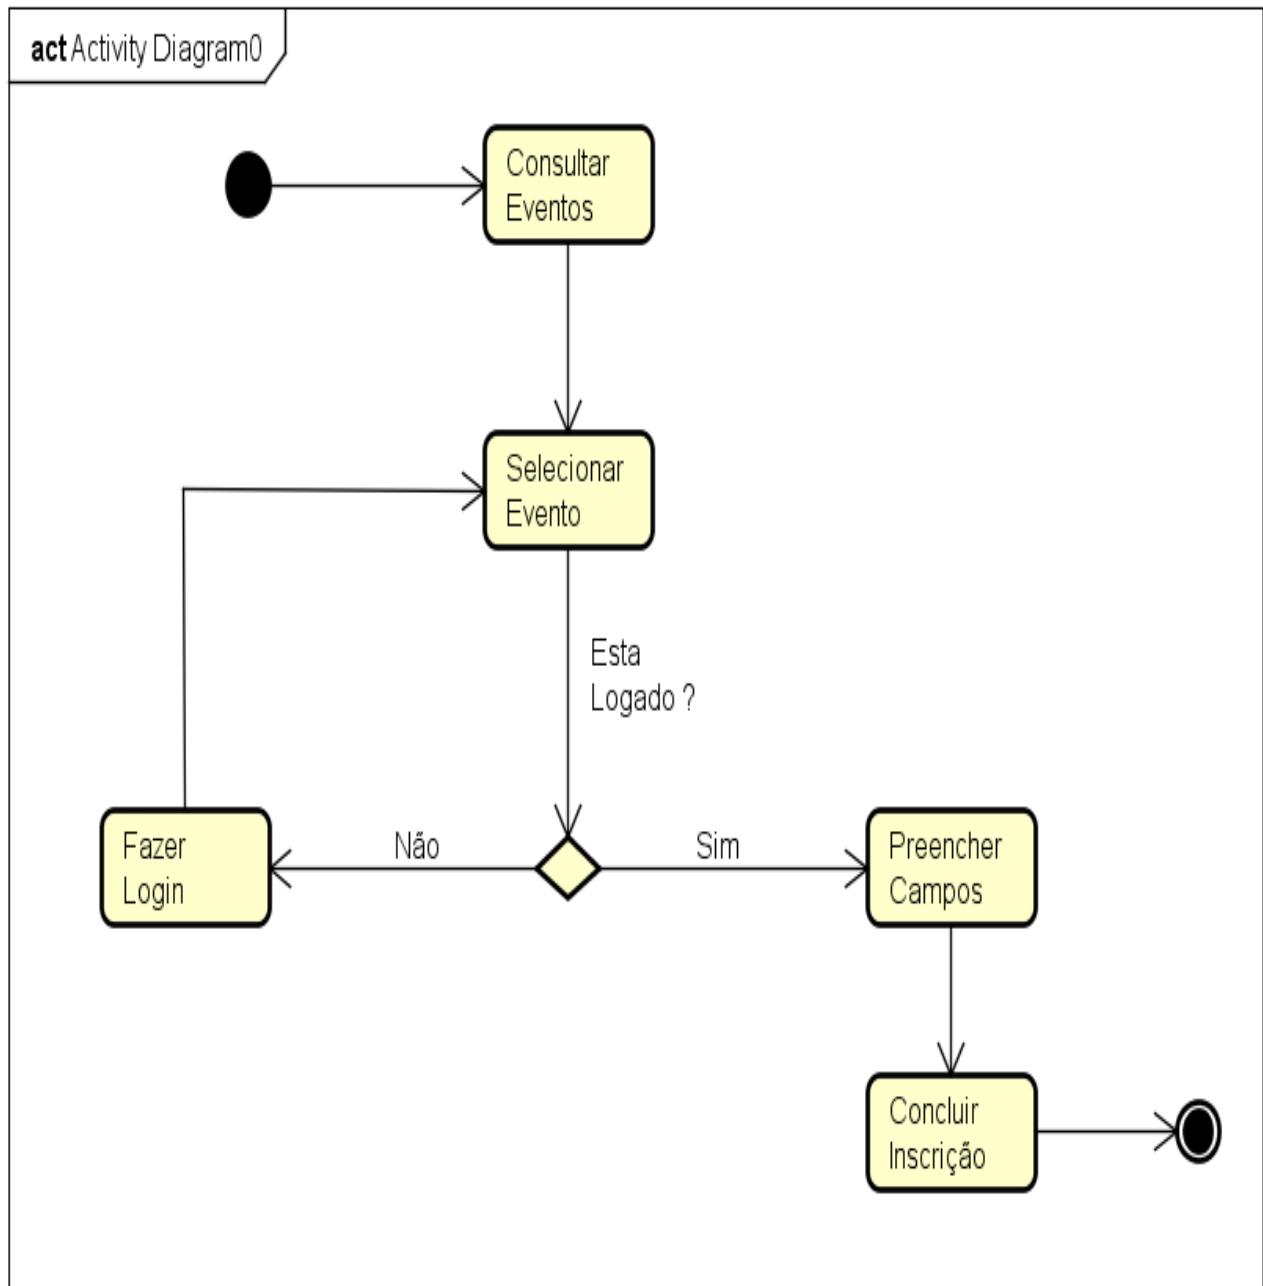 act Activity Diagram0
Consultar
Eventos
Selecionar
Evento
Esta
Logado ?
Fazer
Login
Não
Sim
Preencher
Campos
Concluir
Inscrição